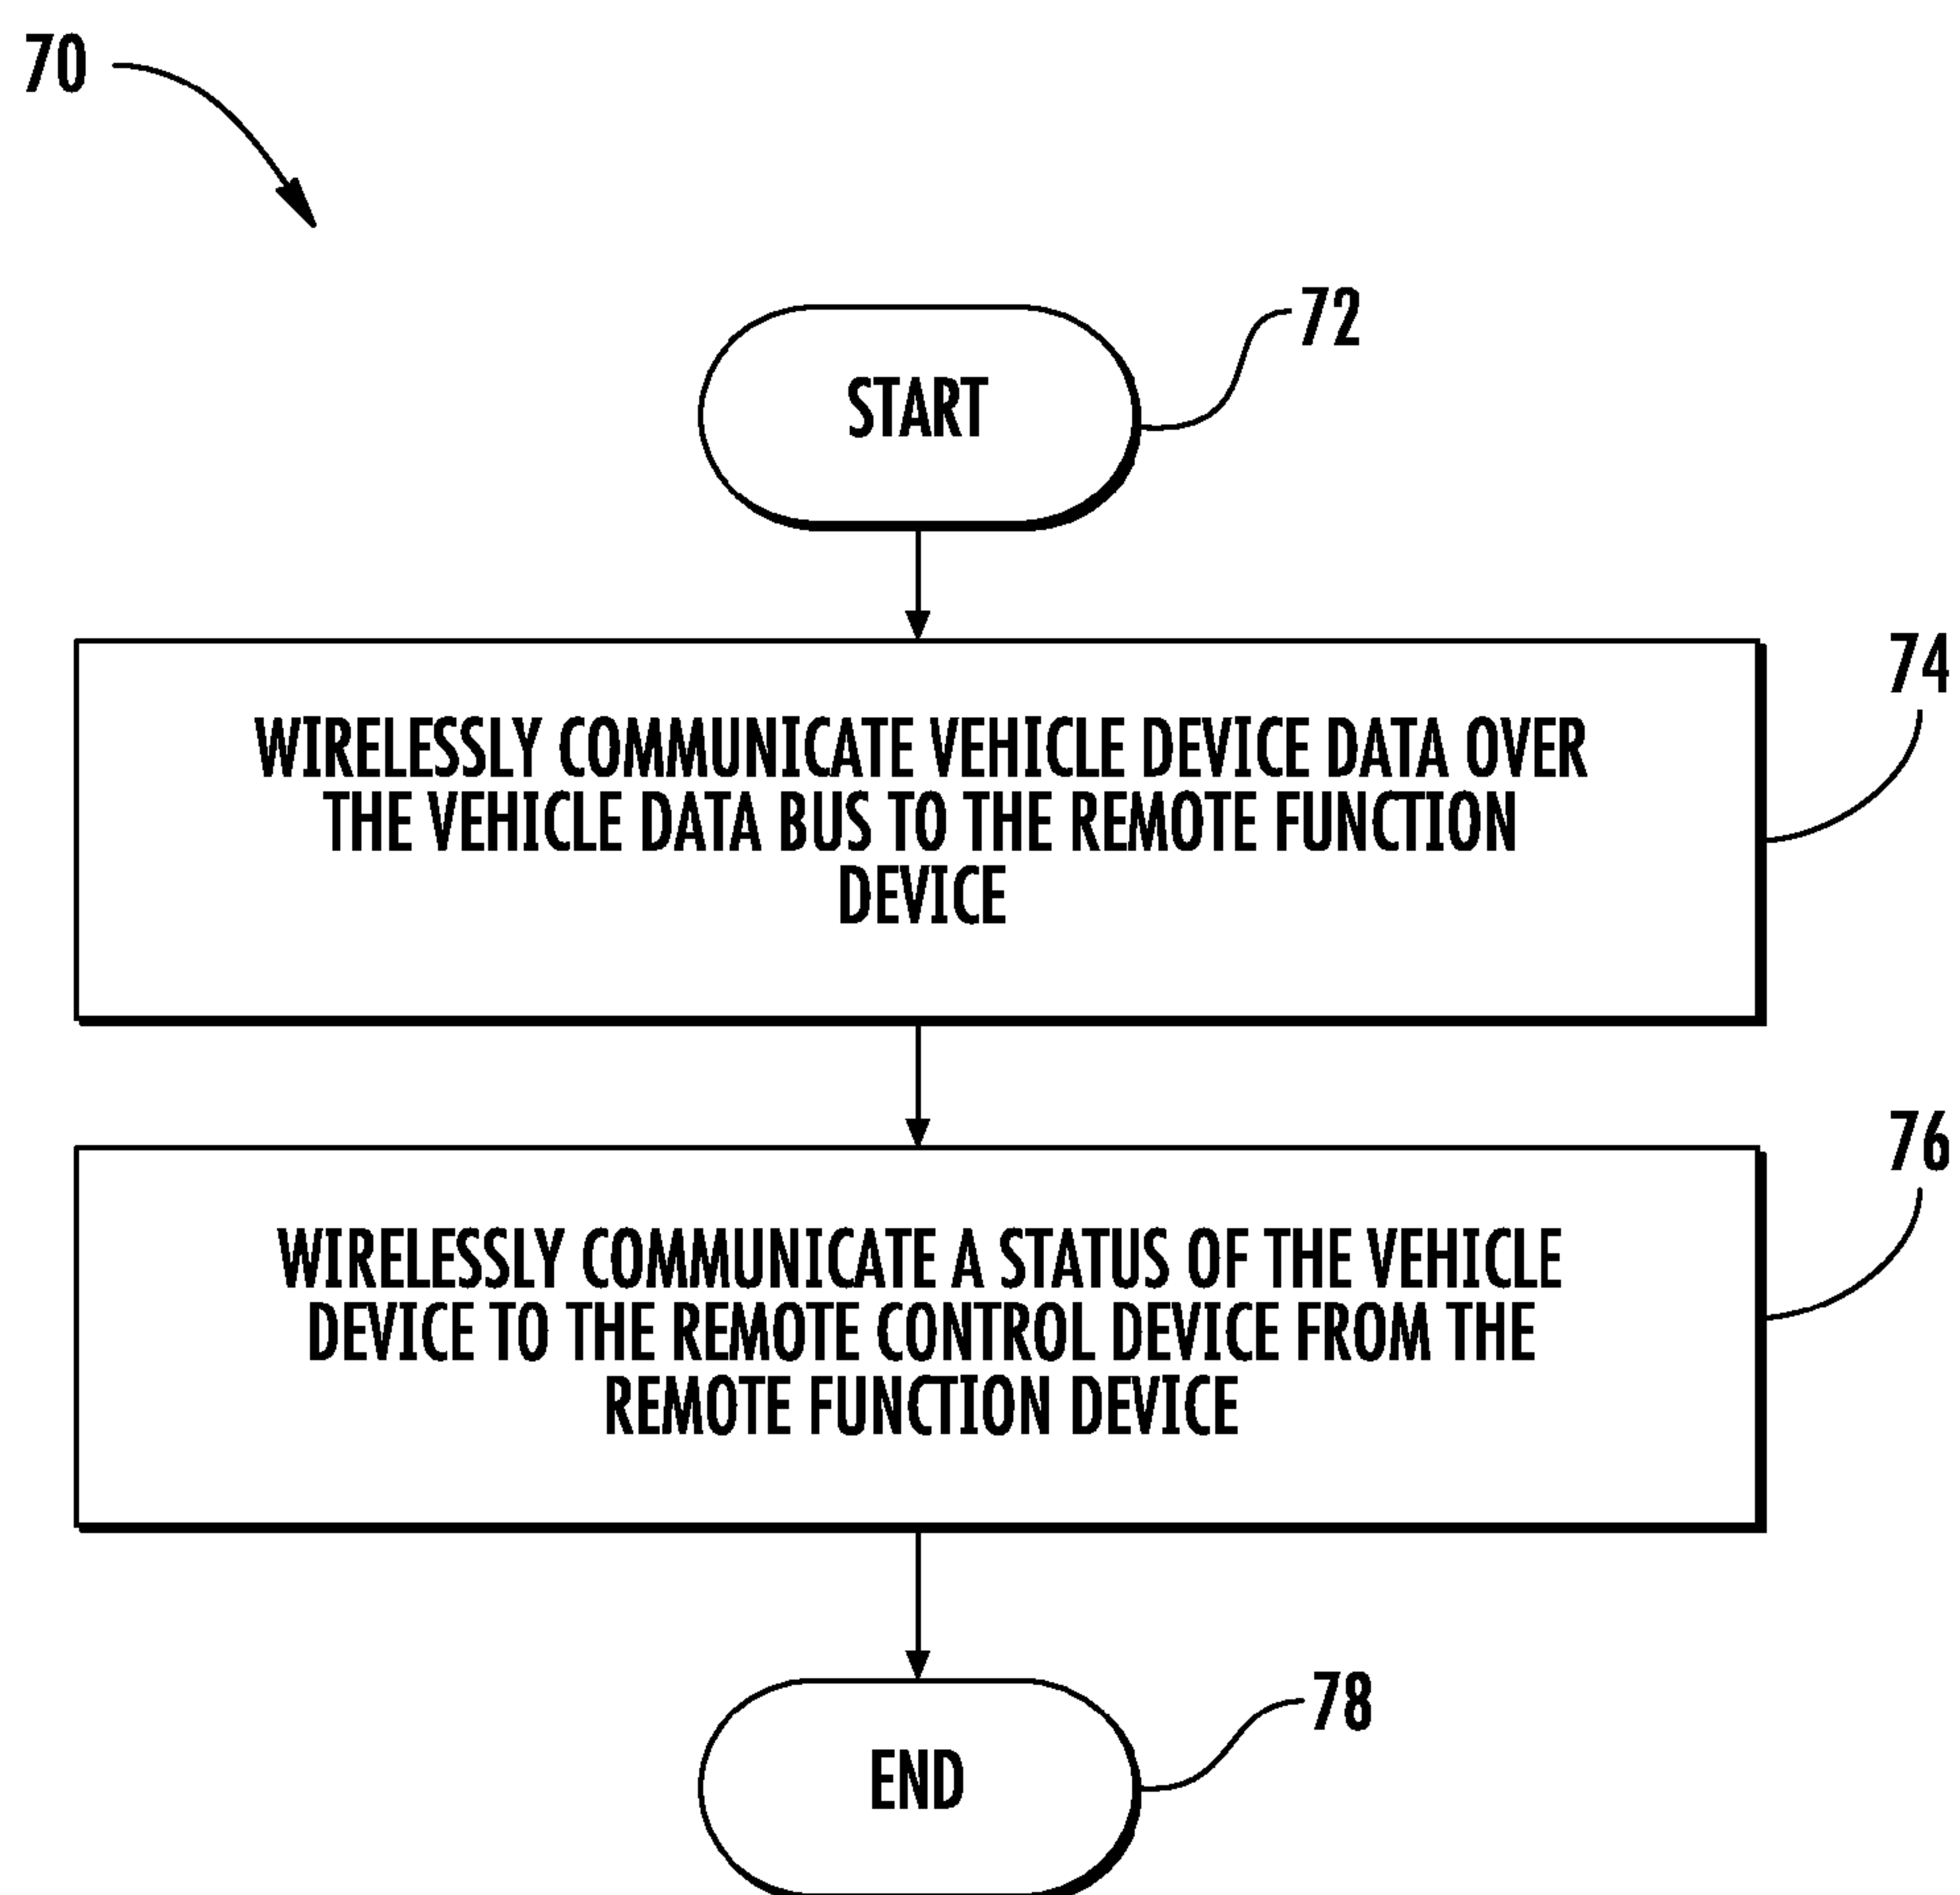 70
72
START
74
WIRELESSLY COMMUNICATE VEHICLE DEVICE DATA OVER
THE VEHICLE DATA BUS TO THE REMOTE FUNCTION
DEVICE
76
WIRELESSLY COMMUNICATE A STATUS OF THE VEHICLE
DEVICE TO THE REMOTE CONTROL DEVICE FROM THE
REMOTE FUNCTION DEVICE
78
END